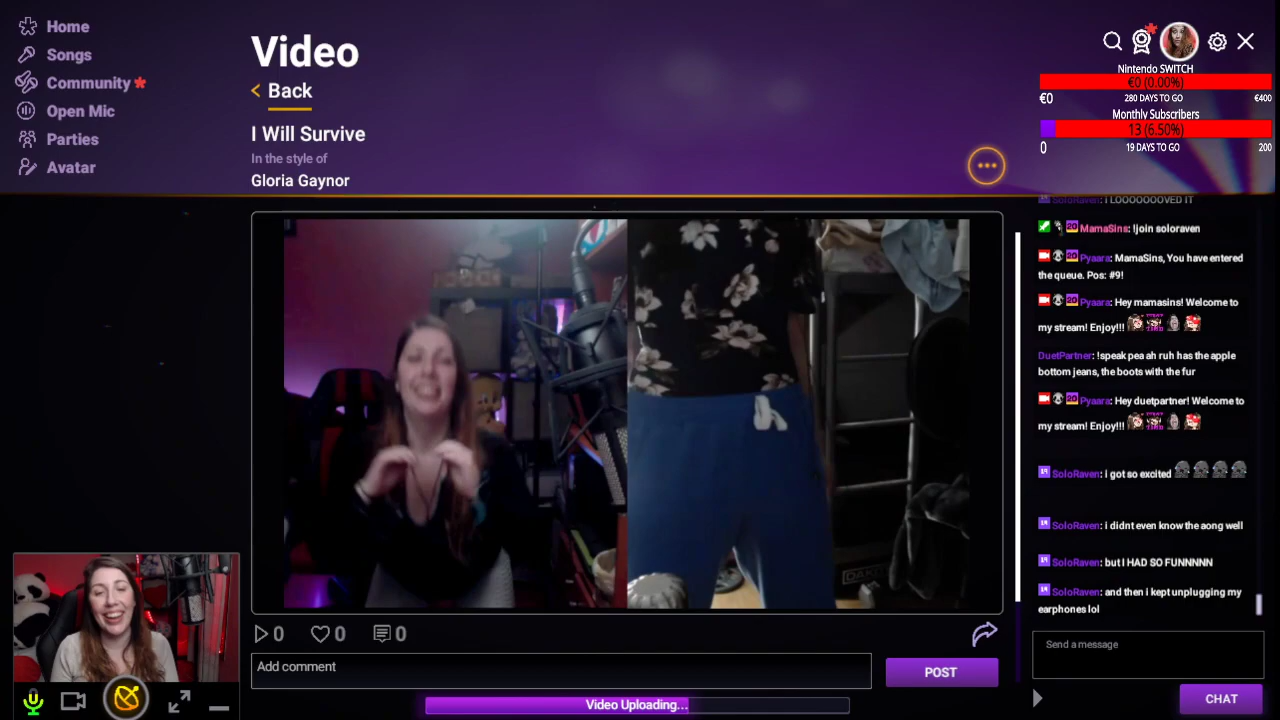 Home
Songs
Community
Open Mic
Parties
Avatar
Video
Back
I Will Survive
In the style of
Gloria Gaynor
Nintendo SWITCH
€0 (0.00%)
€0 280 DAYS TO GO €400
Monthly Subscribers
13 (6.50%)
0 19 DAYS TO GO 200
SoloRaven: i LOOOOOOOVED IT
MamaSins: !join soloraven
Pyaara: MamaSins, You have entered
the queue. Pos: #9!
Pyaara: Hey mamasins! Welcome to
my stream! Enjoy!!!
DuetPartner: !speak pea ah ruh has the apple
bottom jeans, the boots with the fur
Pyaara: Hey duetpartner! Welcome to
my stream! Enjoy!!!
SoloRaven: i got so excited
SoloRaven: i didnt even know the aong well
SoloRaven: but I HAD SO FUNNNNN
SoloRaven: and then i kept unplugging my
earphones lol
0 0 0
Add comment
POST
Video Uploading...
Send a message
CHAT